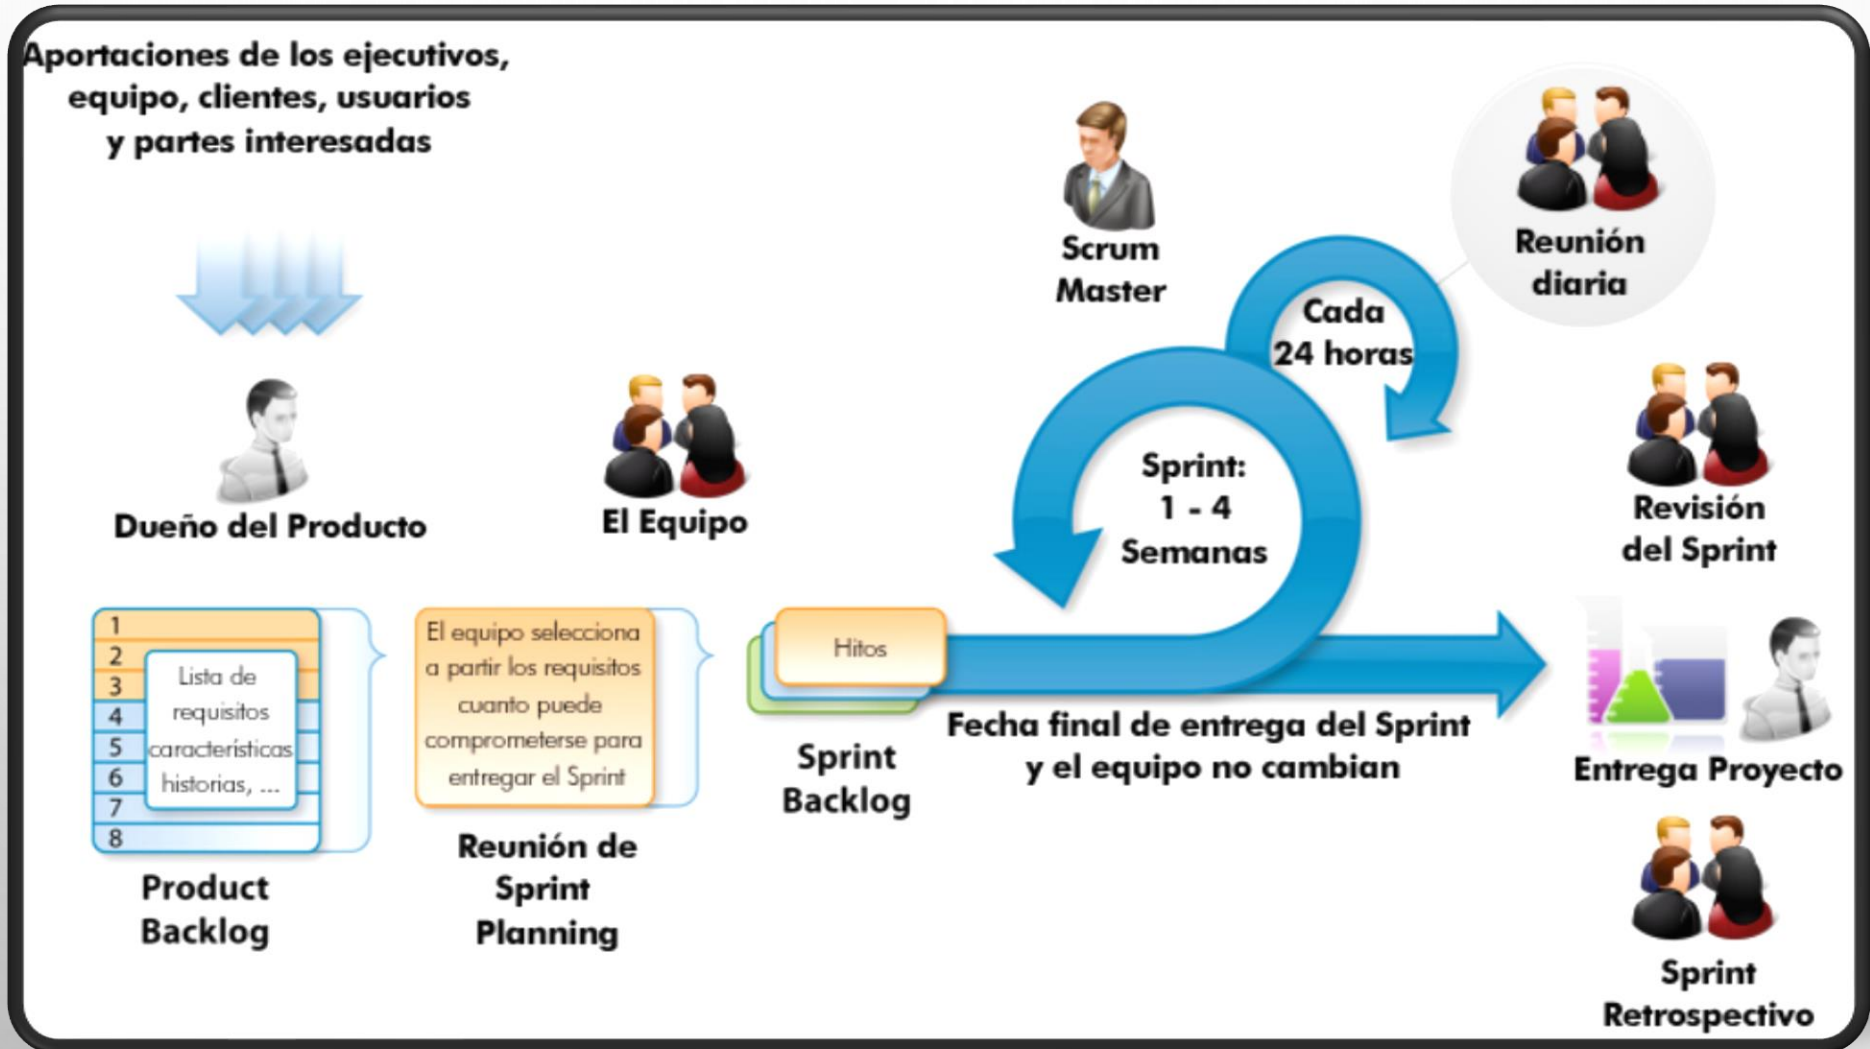 Aportaciones de los ejecutivos,
equipo, clientes, usuarios
y partes interesadas
Dueño del Producto
El Equipo
Scrum
Master
Cada
24 horas
Reunión
diaria
Sprint:
1 - 4
Semanas
Revisión
del Sprint
1
2
3
4
5
6
7
8
Lista de
requisitos
características
historias, ...
Product
Backlog
El equipo selecciona
a partir los requisitos
cuanto puede
comprometerse para
entregar el Sprint
Reunión de
Sprint
Planning
Hitos
Sprint
Backlog
Fecha final de entrega del Sprint
y el equipo no cambian
Entrega Proyecto
Sprint
Retrospectivo